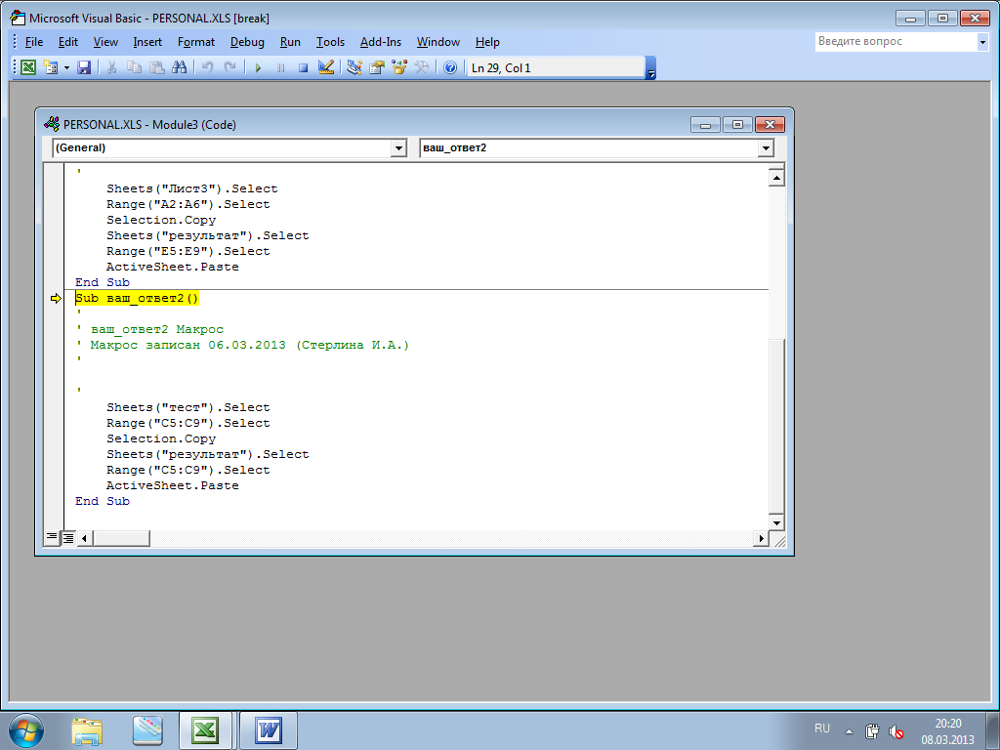 Microsoft Visual Basic - PERSONAL.XLS [break]
File Edit View Insert Format Debug Run Tools Add-Ins Window Help
Введите вопрос
Ln 29, Col 1
PERSONAL.XLS - Module3 (Code)
(General) ваш_ответ2
'
Sheets("Лист3").Select
Range("A2:A6").Select
Selection.Copy
Sheets("результат").Select
Range("E5:E9").Select
ActiveSheet.Paste
End Sub
Sub ваш_ответ2()
'
' ваш_ответ2 Макрос
' Макрос записан 06.03.2013 (Стерлина И.А.)
'
'
Sheets("тест").Select
Range("C5:C9").Select
Selection.Copy
Sheets("результат").Select
Range("C5:C9").Select
ActiveSheet.Paste
End Sub
RU
20:20
08.03.2013